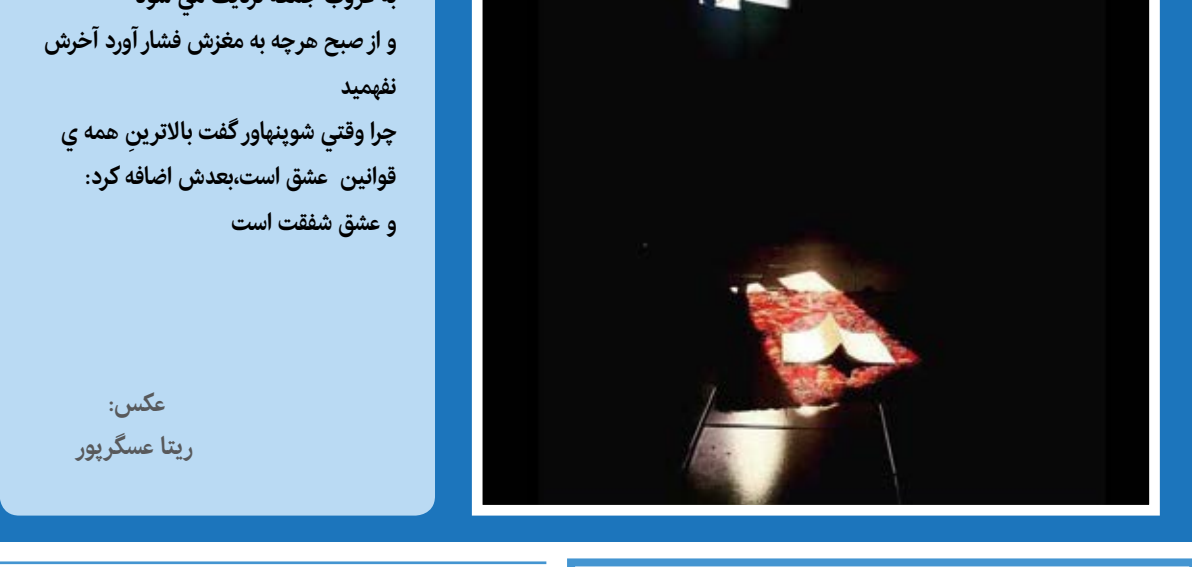 و از صبح هرچه به مغزش فشار آورد آخرش
نفهمید
چرا وقتي شوپنهاور گفت بالاترینِ همه ي
قوانین عشق است،بعدش اضافه کرد:
و عشق شفقت است
عکس:
ریتا عسگرپور